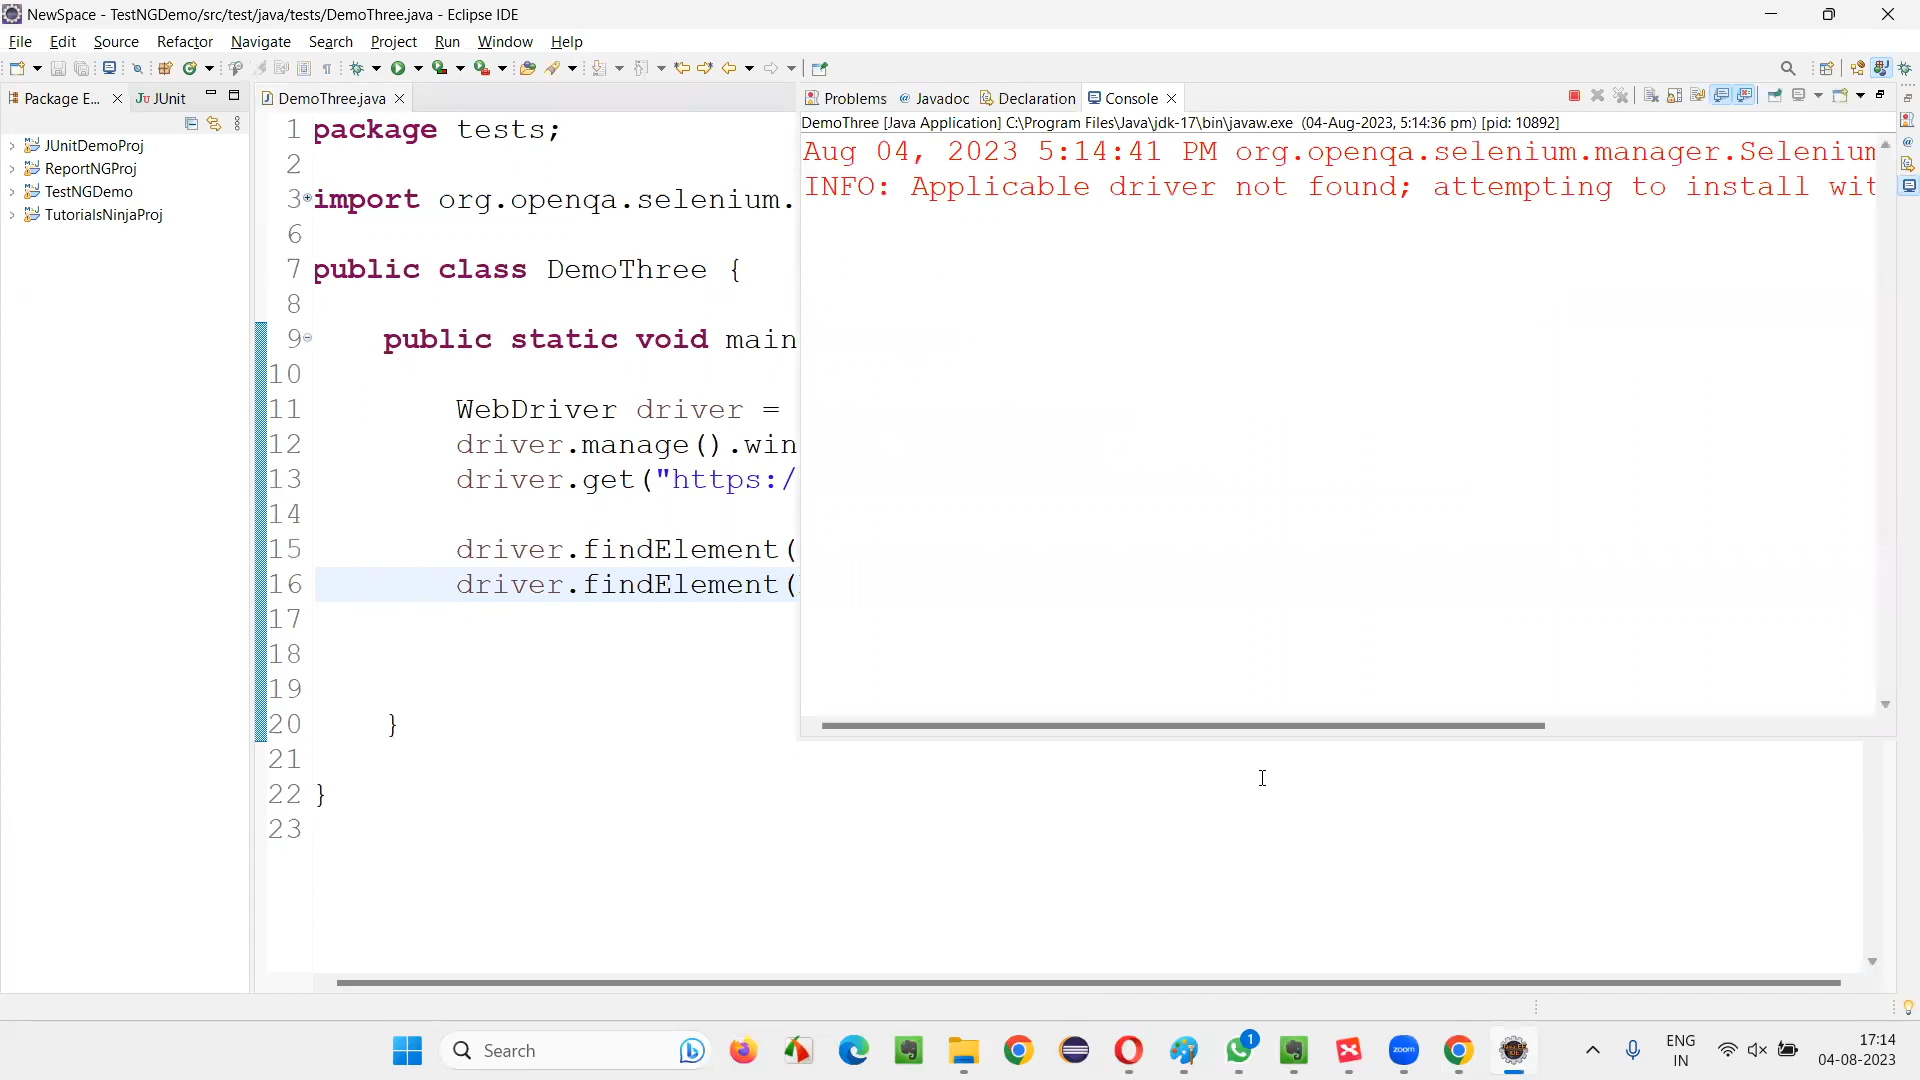 NewSpace - TestNGDemo/src/test/java/tests/DemoThree.java - Eclipse IDE
File Edit Source Refactor Navigate Search Project Run Window Help
Package E... JUnit
DemoThree.java
Problems Javadoc Declaration Console
DemoThree [Java Application] C:\Program Files\Java\jdk-17\bin\javaw.exe (04-Aug-2023, 5:14:36 pm) [pid: 10892]
Aug 04, 2023 5:14:41 PM org.openqa.selenium.manager.Selenium
INFO: Applicable driver not found; attempting to install wit
JUnitDemoProj
ReportNGProj
TestNGDemo
TutorialsNinjaProj
1 package tests;
2
3 import org.openqa.selenium.
6
7 public class DemoThree {
8
9 public static void main
10
11 WebDriver driver =
12 driver.manage().win
13 driver.get("https:/
14
15 driver.findElement(
16 driver.findElement(
17
18
19
20 }
21
22 }
23
Search
1
zoom
ENG
IN
17:14
04-08-2023